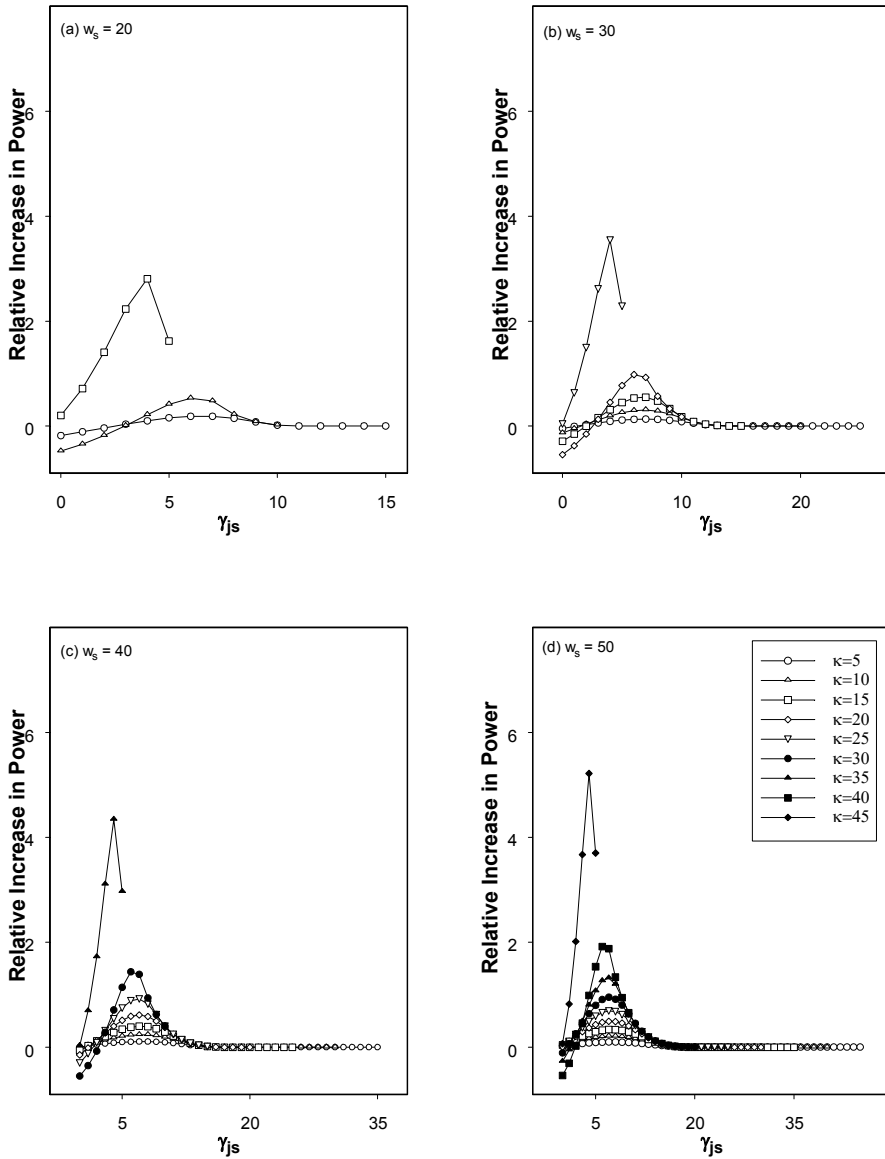 (a) wₛ = 20
Relative Increase in Power
6
4
2
0
0 5 10 15
γⱼₛ
(b) wₛ = 30
Relative Increase in Power
6
4
2
0
0 10 20
γⱼₛ
(c) wₛ = 40
Relative Increase in Power
6
4
2
0
5 20 35
γⱼₛ
(d) wₛ = 50
Relative Increase in Power
6
4
2
0
5 20 35
γⱼₛ
κ=5
κ=10
κ=15
κ=20
κ=25
κ=30
κ=35
κ=40
κ=45